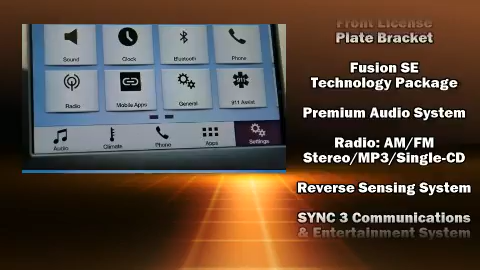 Sound
Clock
Bluetooth
Phone
Radio
Mobile Apps
General
911 Assist
Audio
Climate
Phone
Apps
Settings
Front License
Plate Bracket
Fusion SE
Technology Package
Premium Audio System
Radio: AM/FM
Stereo/MP3/Single-CD
Reverse Sensing System
SYNC 3 Communications
& Entertainment System